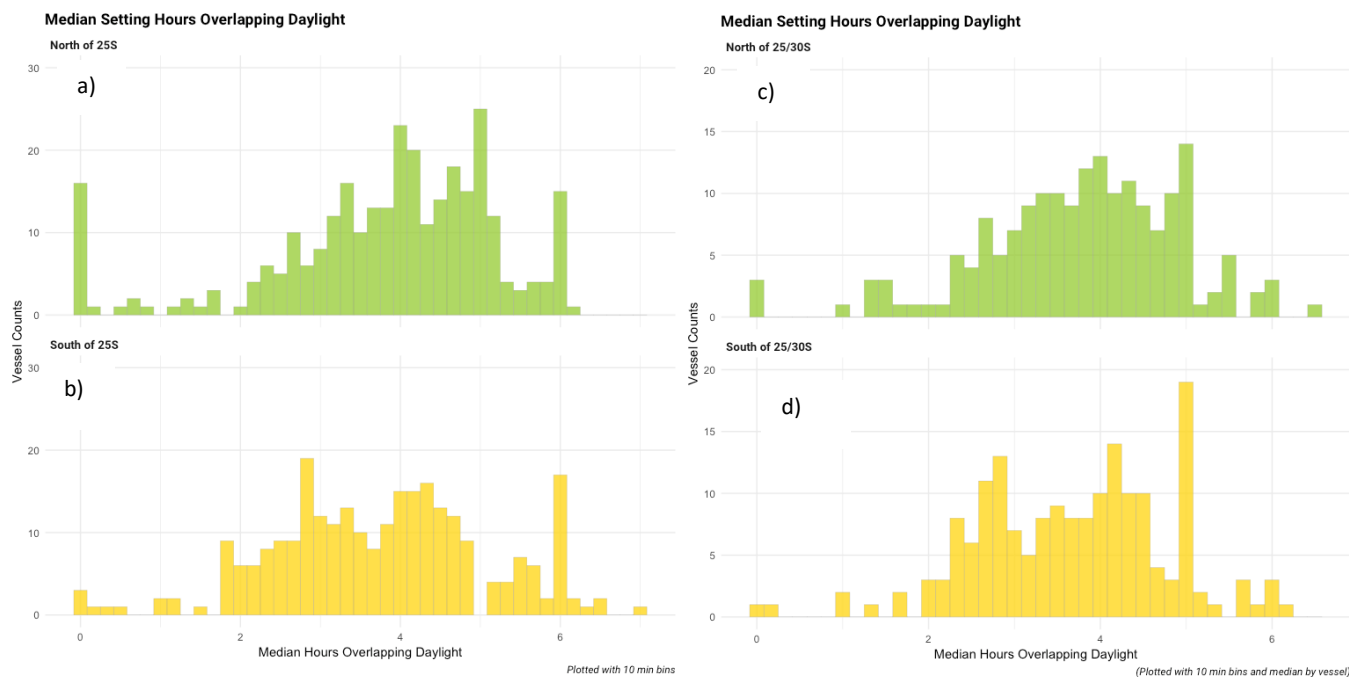 Median Setting Hours Overlapping Daylight
North of 25S
a)
30
20
10
0
South of 25S
b)
30
20
10
0
Vessel Counts
0 2 4 6
Median Hours Overlapping Daylight
Plotted with 10 min bins
Median Setting Hours Overlapping Daylight
North of 25/30S
c)
20
15
10
5
0
South of 25/30S
d)
20
15
10
5
0
Vessel Counts
0 2 4 6
Median Hours Overlapping Daylight
(Plotted with 10 min bins and median by vessel)